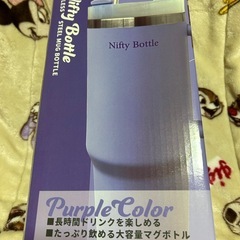 Nifty Bottle
STEEL MUG BOTTLE
Nifty Bottle
Purple Color
■長時間ドリンクを楽しめる
■たっぷり飲める大容量マグボトル